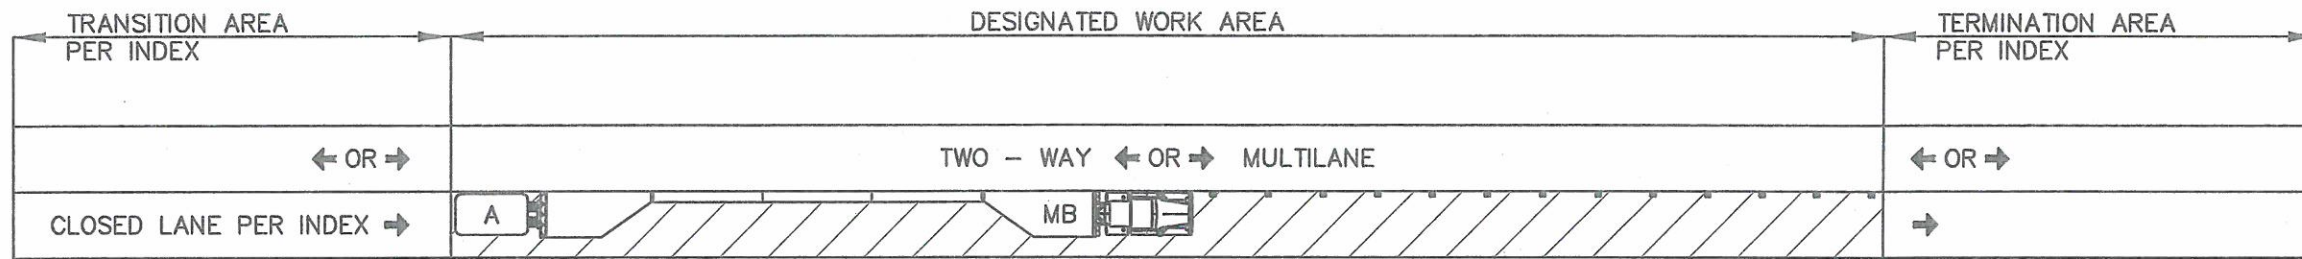 TRANSITION AREA
PER INDEX
DESIGNATED WORK AREA
TERMINATION AREA
PER INDEX
OR
TWO - WAY OR MULTILANE
OR
CLOSED LANE PER INDEX
A
MB